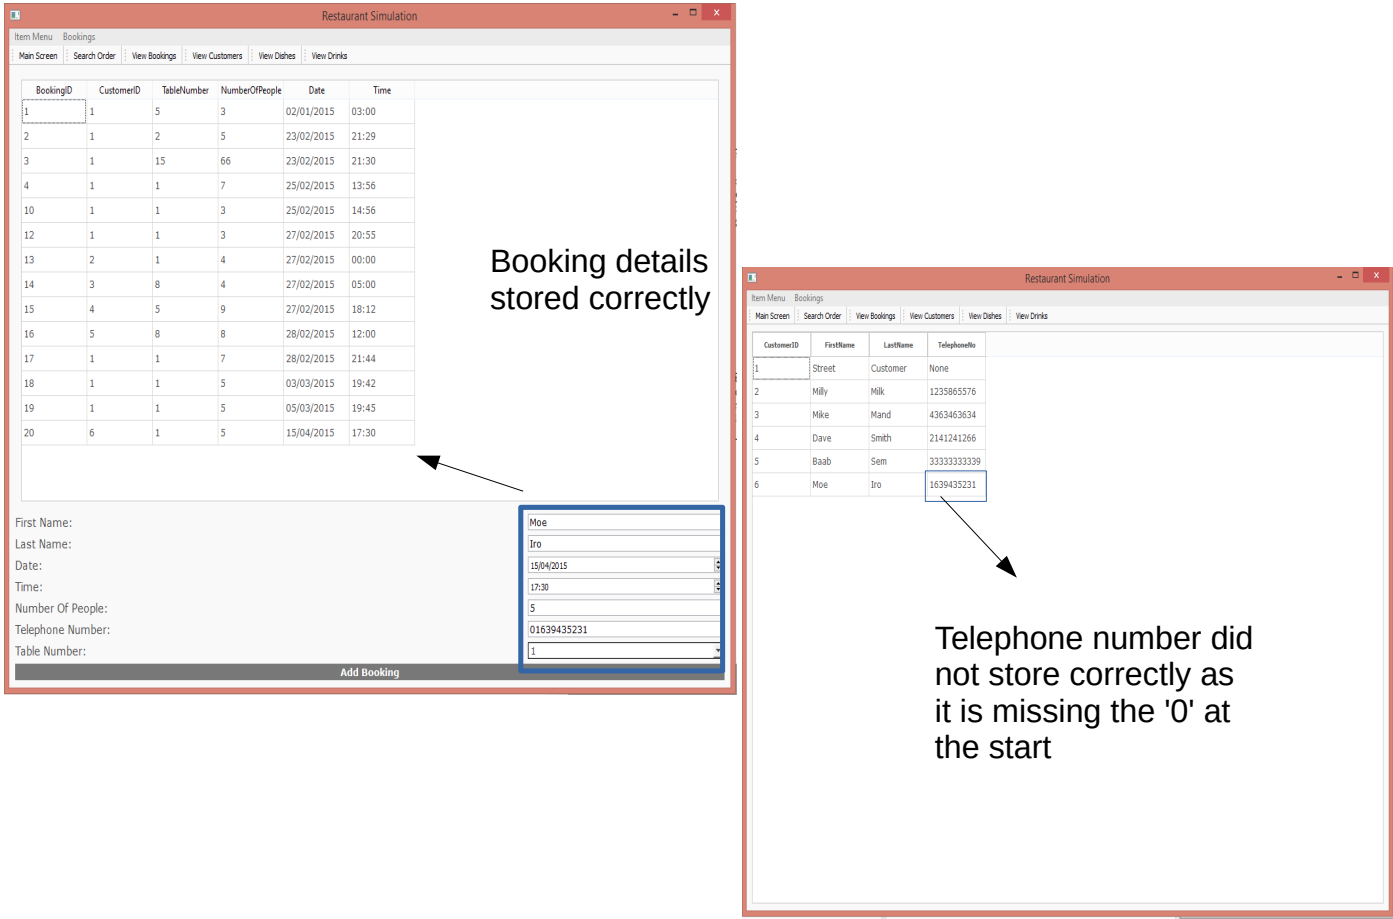 Restaurant Simulation
Item Menu Bookings
Main Screen Search Order View Bookings View Customers View Dishes View Drinks
BookingID CustomerID TableNumber NumberOfPeople Date Time
1 1 5 3 02/01/2015 03:00
2 1 2 5 23/02/2015 21:29
3 1 15 66 23/02/2015 21:30
4 1 1 7 25/02/2015 13:56
10 1 1 3 25/02/2015 14:56
12 1 1 3 27/02/2015 20:55
13 2 1 4 27/02/2015 00:00
14 3 8 4 27/02/2015 05:00
15 4 5 9 27/02/2015 18:12
16 5 8 8 28/02/2015 12:00
17 1 1 7 28/02/2015 21:44
18 1 1 5 03/03/2015 19:42
19 1 1 5 05/03/2015 19:45
20 6 1 5 15/04/2015 17:30
First Name: Moe
Last Name: Iro
Date: 15/04/2015
Time: 17:30
Number Of People: 5
Telephone Number: 01639435231
Table Number: 1
Add Booking
Booking details
stored correctly
Restaurant Simulation
Item Menu Bookings
Main Screen Search Order View Bookings View Customers View Dishes View Drinks
CustomerID FirstName LastName TelephoneNo
1 Street Customer None
2 Milly Milk 1235865576
3 Mike Mand 4363463634
4 Dave Smith 2141241266
5 Baab Sem 33333333339
6 Moe Iro 1639435231
Telephone number did
not store correctly as
it is missing the '0' at
the start